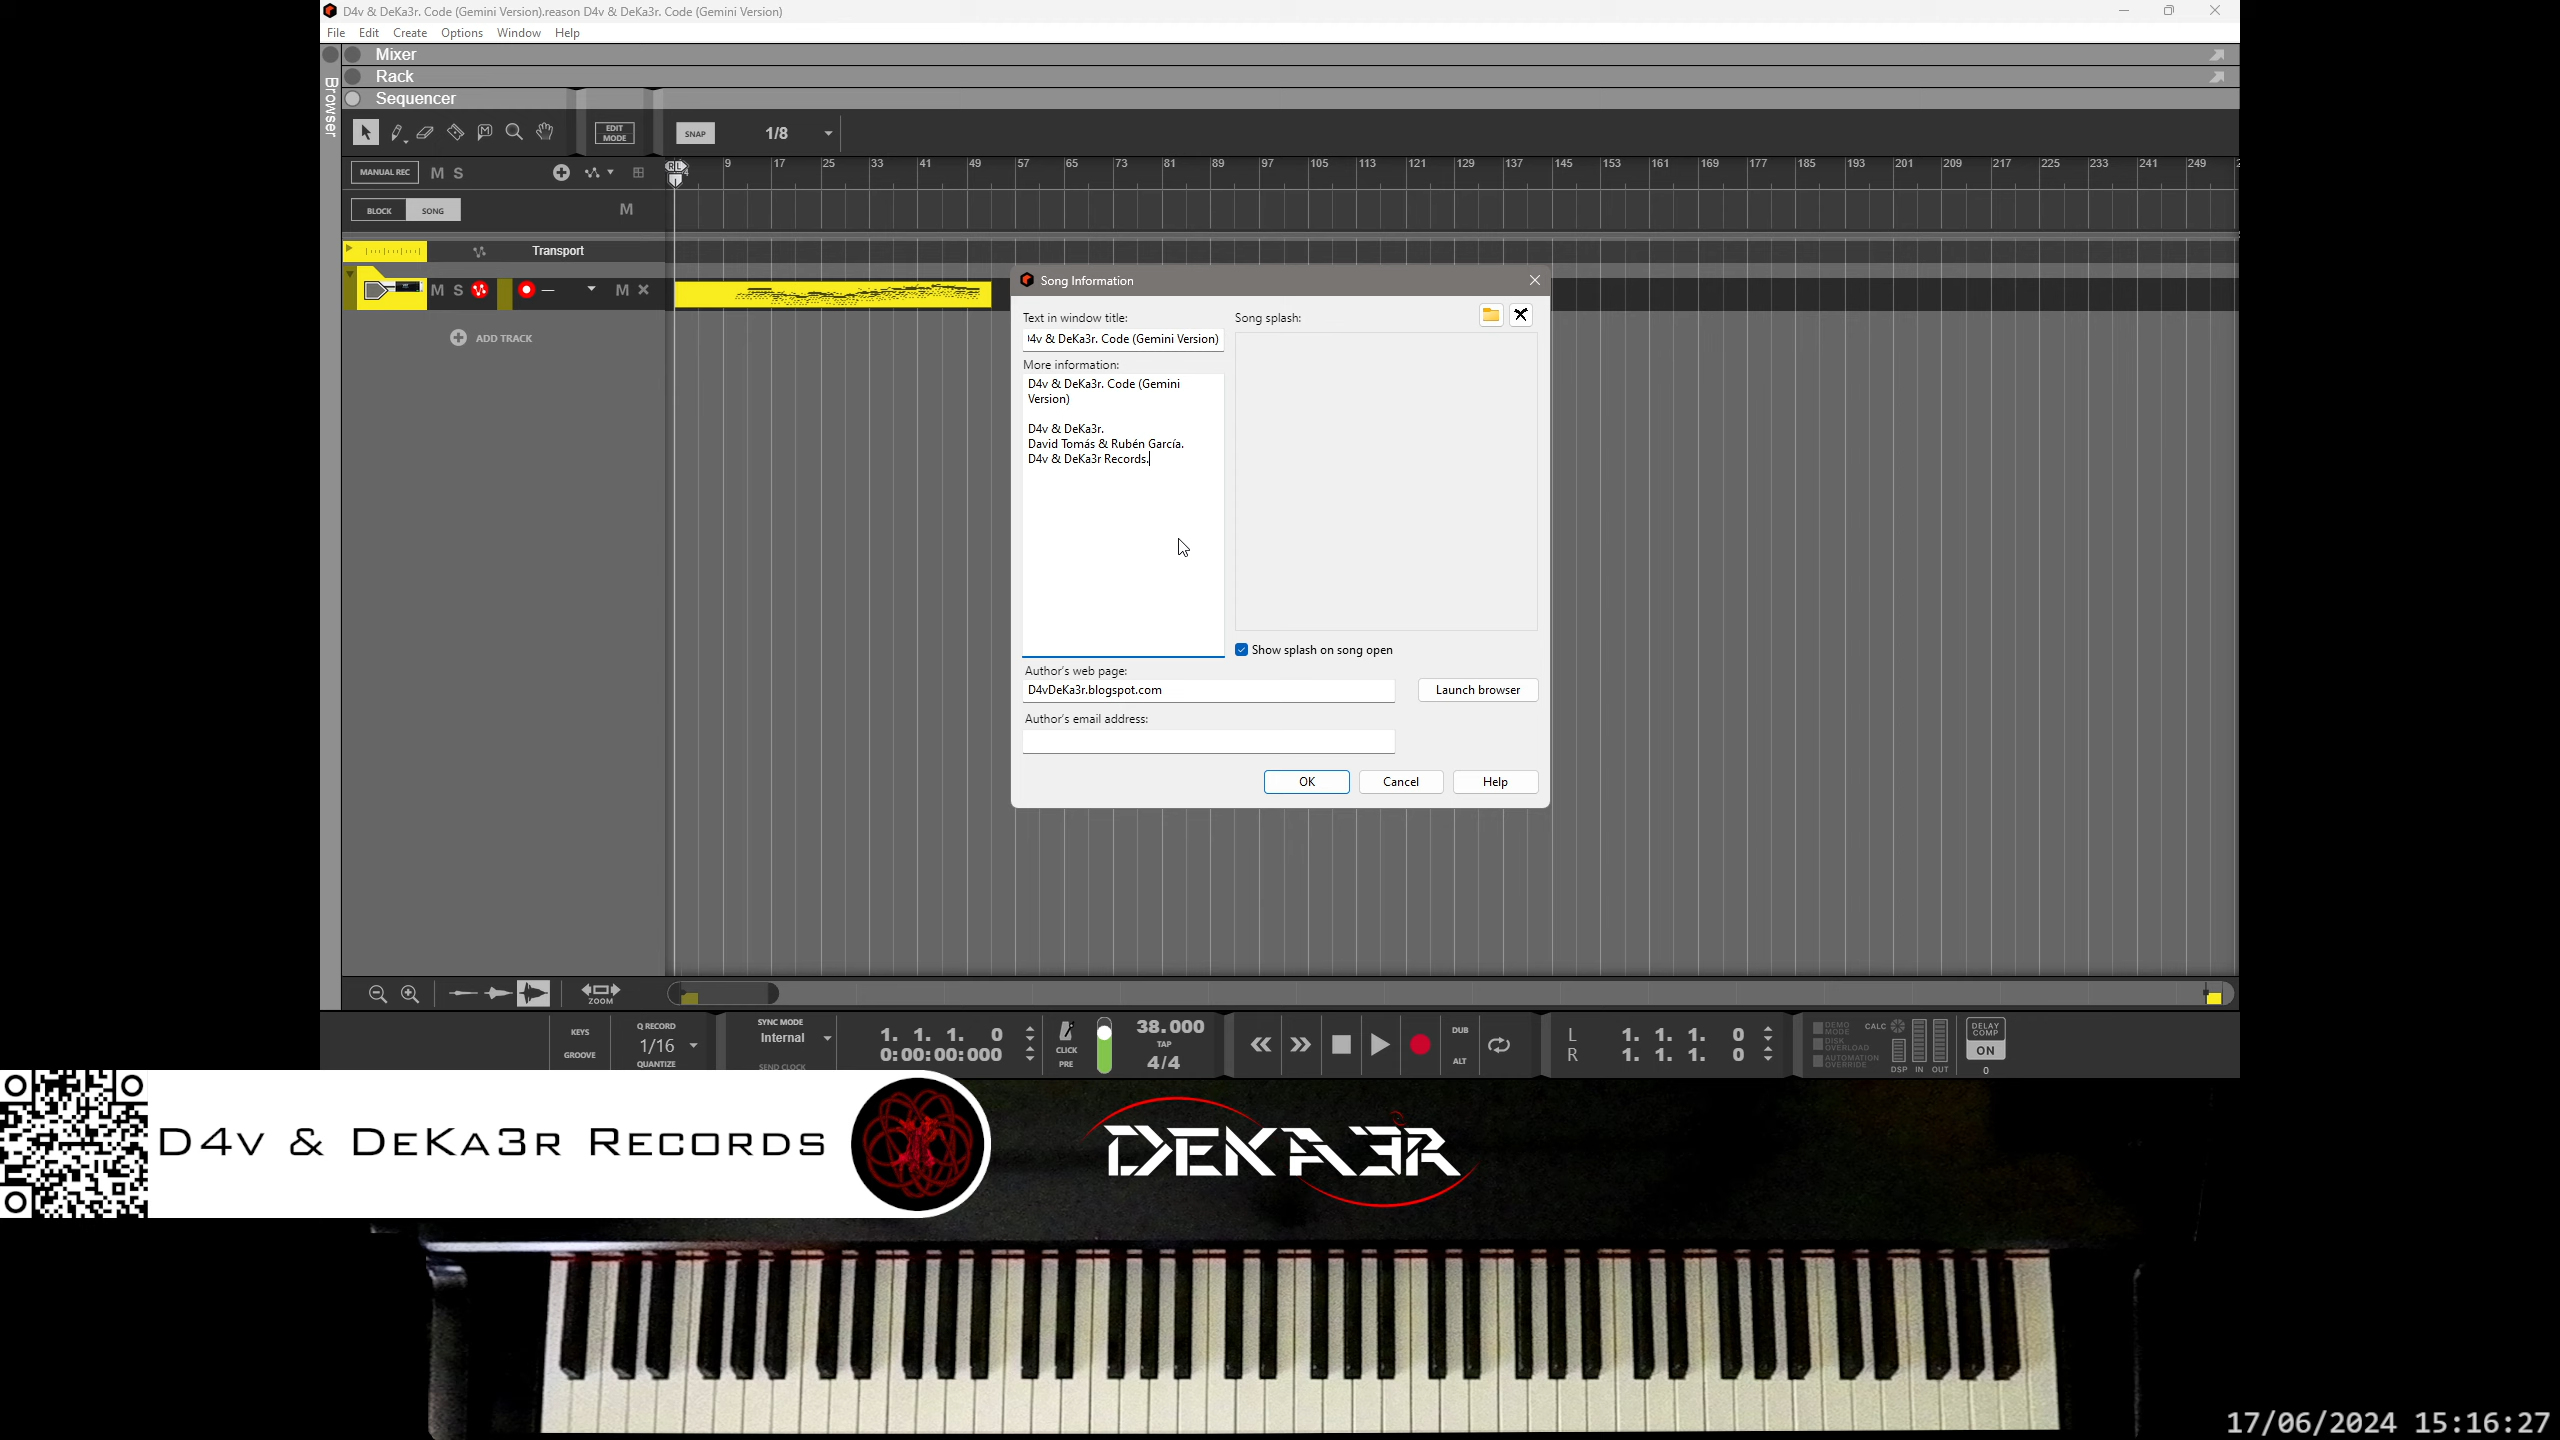 D4v & DeKa3r. Code (Gemini Version).reason D4v & DeKa3r. Code (Gemini Version)
File Edit Create Options Window Help
Browser
Mixer
Rack
Sequencer
EDIT MODE
SNAP 1/8
MANUAL REC M S
9 17 25 33 41 49 57 65 73 81 89 97 105 113 121 129 137 145 153 161 169 177 185 193 201 209 217 225 233 241 249
BLOCK SONG M
Transport
M S M
ADD TRACK
Song Information
Text in window title:
4v & DeKa3r. Code (Gemini Version)
More information:
D4v & DeKa3r. Code (Gemini
Version)
D4v & DeKa3r.
David Tomás & Rubén García.
D4v & DeKa3r Records.
Song splash:
Show splash on song open
Author's web page:
D4vDeKa3r.blogspot.com
Launch browser
Author's email address:
OK Cancel Help
ZOOM
KEYS
GROOVE
Q RECORD
1/16
QUANTIZE
SYNC MODE
Internal
SEND CLOCK
1. 1. 1. 0
0:00:00:000
CLICK
PRE
38.000
TAP
4/4
DUB
ALT
L 1. 1. 1. 0
R 1. 1. 1. 0
DEMO MODE
DISK OVERLOAD
AUTOMATION OVERRIDE
CALC
DSP IN OUT
DELAY COMP
ON
0
D4v & DeKa3r Records
DEKA3R
17/06/2024 15:16:27